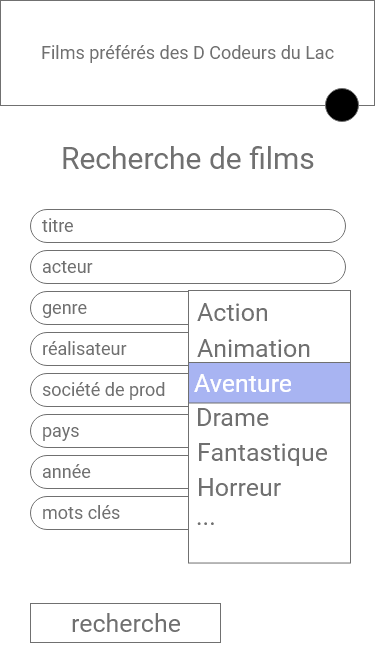 Films préférés des D Codeurs du Lac
Recherche de films
titre
acteur
genre
réalisateur
société de prod
pays
année
mots clés
Action
Animation
Aventure
Drame
Fantastique
Horreur
...
recherche